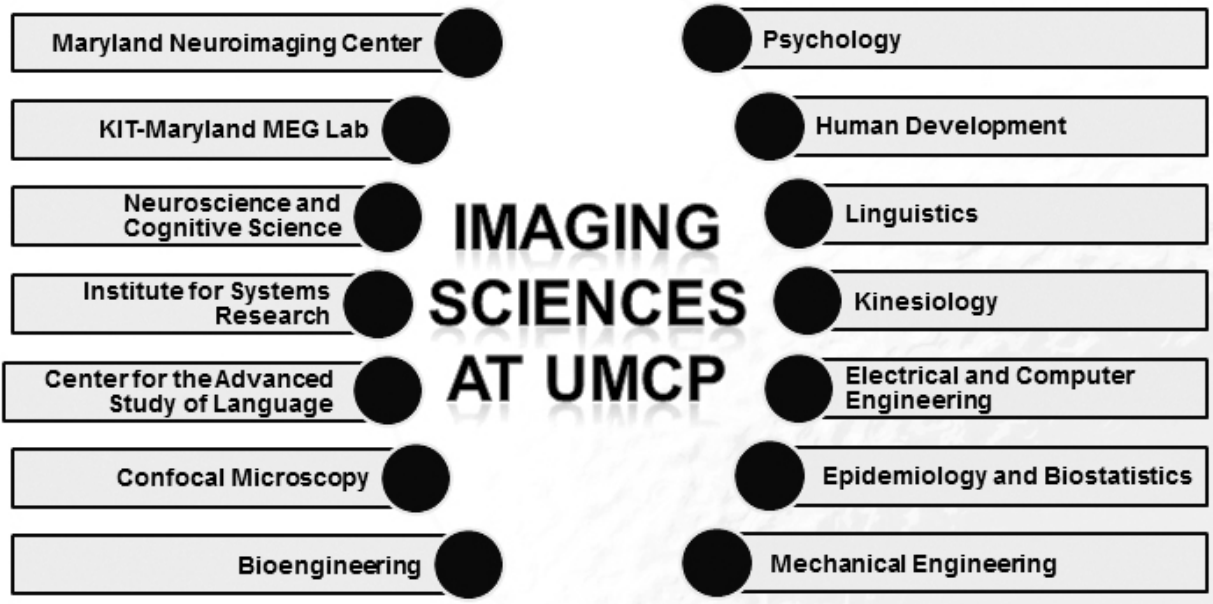 Maryland Neuroimaging Center
KIT-Maryland MEG Lab
Neuroscience and
Cognitive Science
Institute for Systems
Research
Center for the Advanced
Study of Language
Confocal Microscopy
Bioengineering
IMAGING
SCIENCES
AT UMCP
Psychology
Human Development
Linguistics
Kinesiology
Electrical and Computer
Engineering
Epidemiology and Biostatistics
Mechanical Engineering